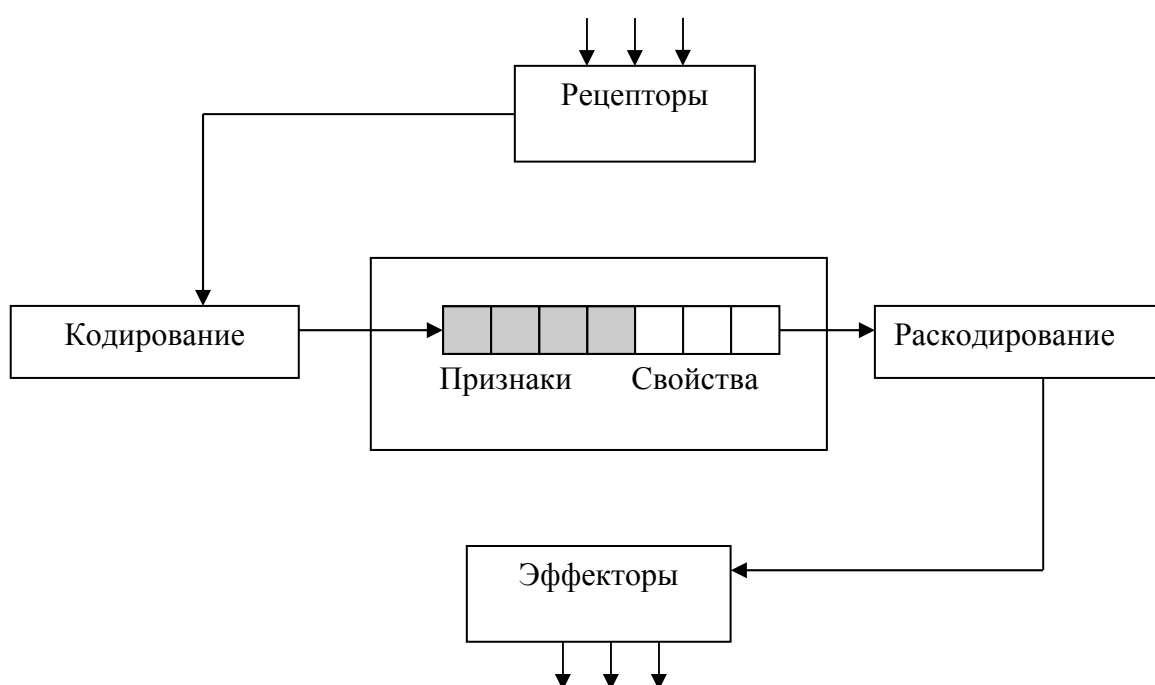 Рецепторы
Кодирование
Раскодирование
Признаки
Свойства
Эффекторы